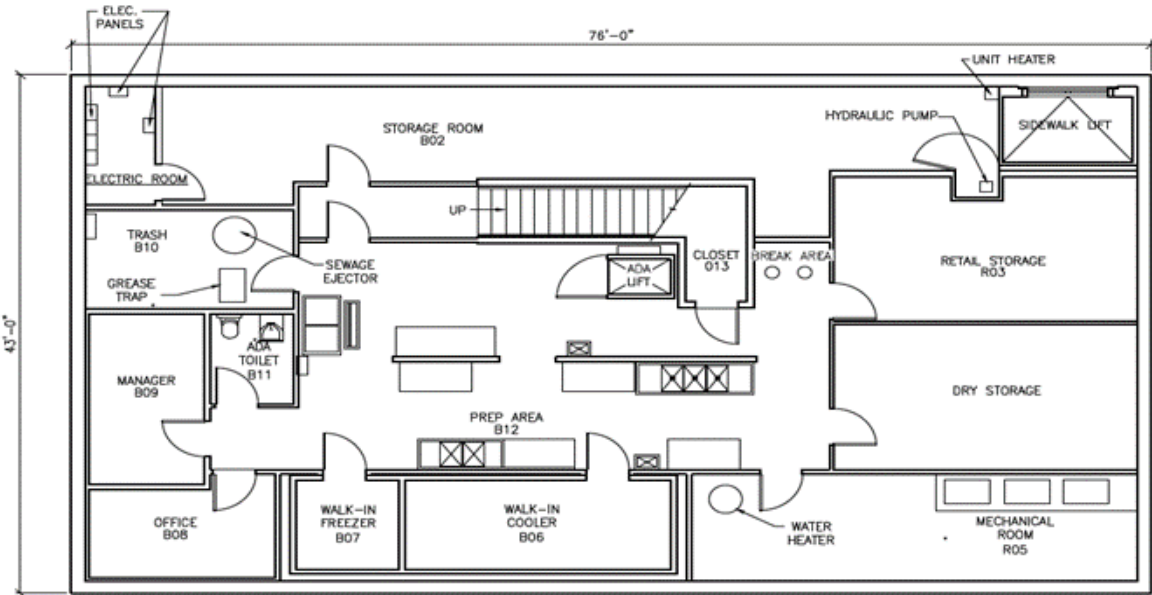 ELEC.
PANELS
76'-0"
UNIT HEATER
HYDRAULIC PUMP
SIDEWALK LIFT
STORAGE ROOM
B02
ELECTRIC ROOM
UP
TRASH
B10
SEWAGE
EJECTOR
GREASE
TRAP
CLOSET
013
BREAK AREA
ADA
LIFT
RETAIL STORAGE
R03
43'-0"
MANAGER
B09
ADA
TOILET
B11
DRY STORAGE
PREP AREA
B12
OFFICE
B08
WALK-IN
FREEZER
B07
WALK-IN
COOLER
B06
WATER
HEATER
MECHANICAL
ROOM
R05